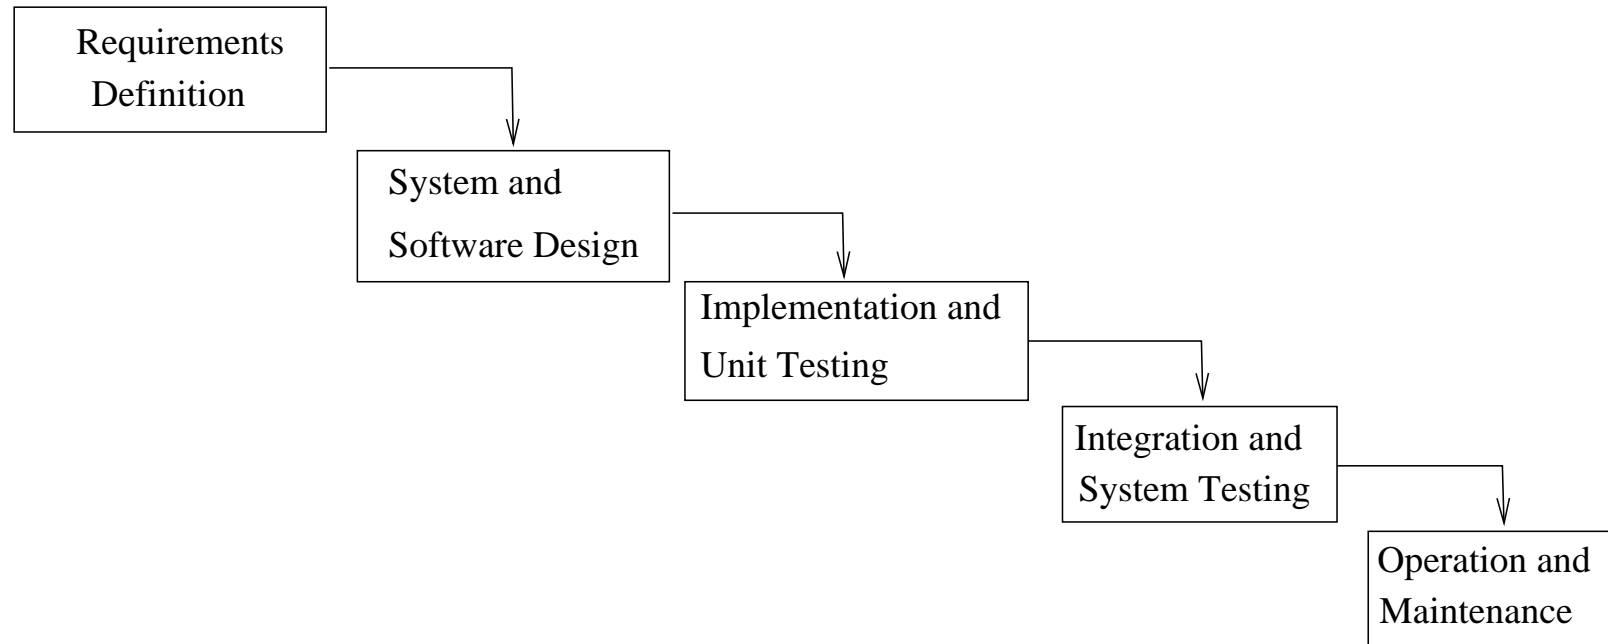 Requirements
Definition
System and
Software Design
Implementation and
Unit Testing
Integration and
System Testing
Operation and
Maintenance